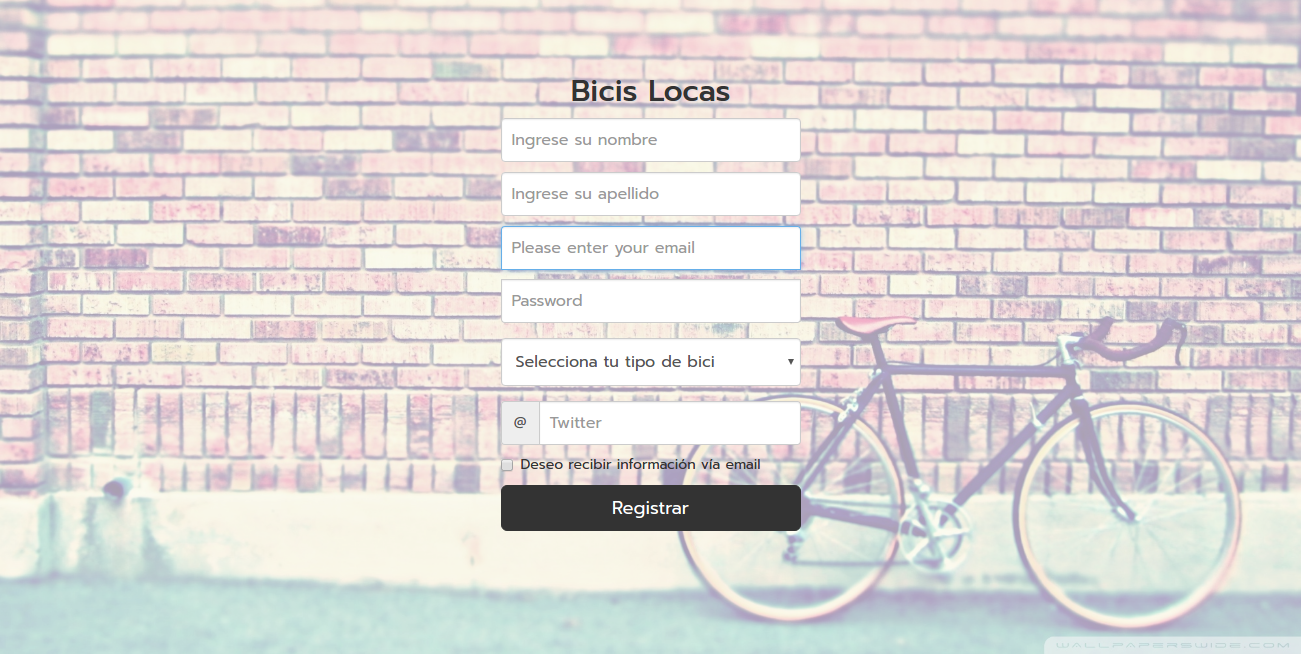 Bicis Locas
Ingrese su nombre
Ingrese su apellido
Please enter your email
Password
Selecciona tu tipo de bici
@ Twitter
Deseo recibir información vía email
Registrar
WALLPAPERSWIDE.COM